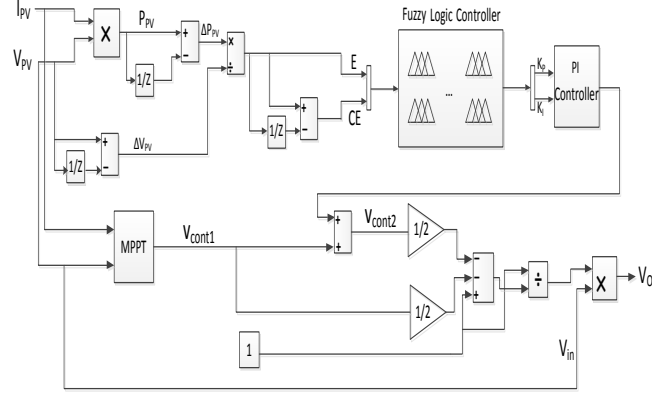 I_PV
Fuzzy Logic Controller
P_PV
ΔP_PV
×
+
−
×
÷
V_PV
1/Z
E
K_P
PI
Controller
...
K_i
CE
+
−
1/Z
+
−
1/Z
ΔV_PV
MPPT
V_cont1
+
+
V_cont2
1/2
−
−
+
÷
×
V_O
1/2
1
V_in